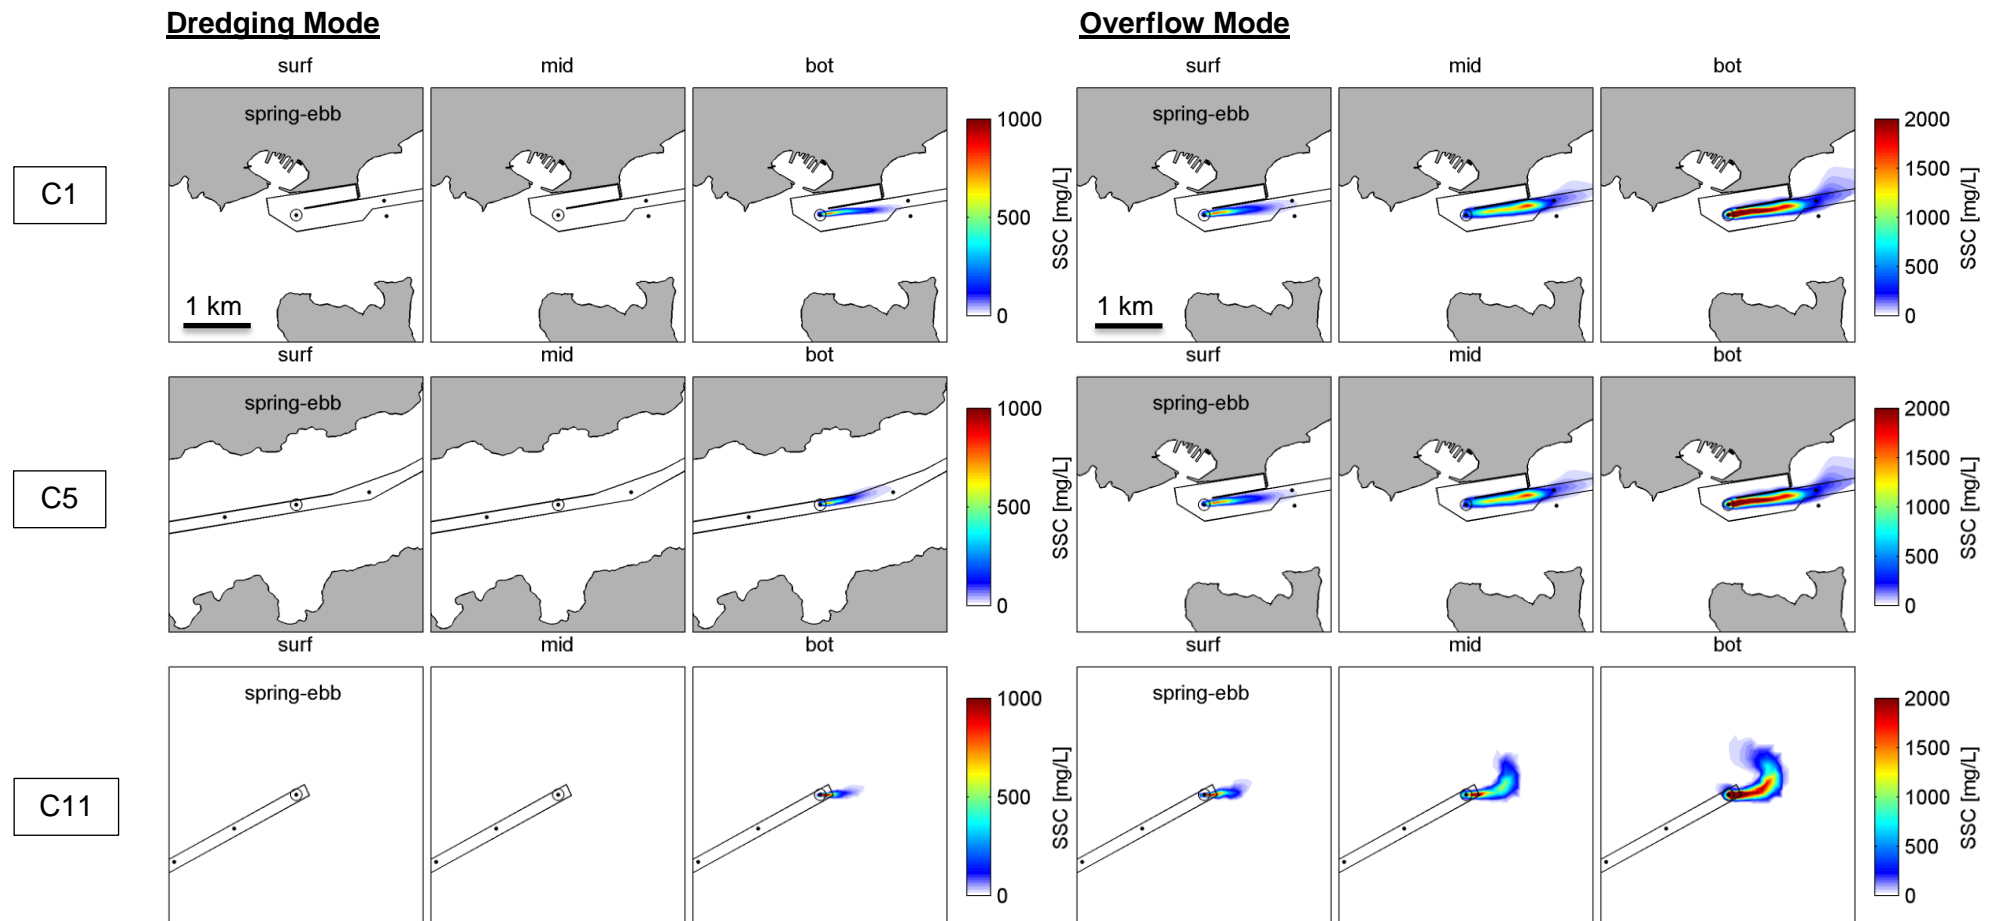 Dredging Mode Overflow Mode
surf mid bot surf mid bot
spring-ebb spring-ebb
C1
1000
500
0
SSC [mg/L]
2000
1500
1000
500
0
SSC [mg/L]
1 km 1 km
surf mid bot surf mid bot
spring-ebb spring-ebb
C5
1000
500
0
SSC [mg/L]
2000
1500
1000
500
0
SSC [mg/L]
surf mid bot surf mid bot
spring-ebb spring-ebb
C11
1000
500
0
SSC [mg/L]
2000
1500
1000
500
0
SSC [mg/L]